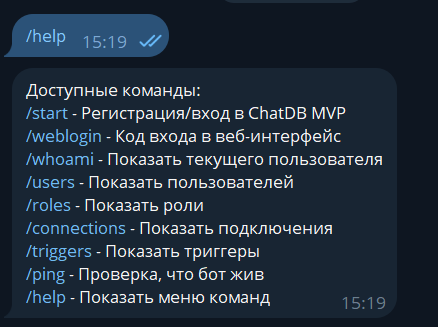 /help 15:19
Доступные команды:
/start - Регистрация/вход в ChatDB MVP
/weblogin - Код входа в веб-интерфейс
/whoami - Показать текущего пользователя
/users - Показать пользователей
/roles - Показать роли
/connections - Показать подключения
/triggers - Показать триггеры
/ping - Проверка, что бот жив
/help - Показать меню команд
15:19